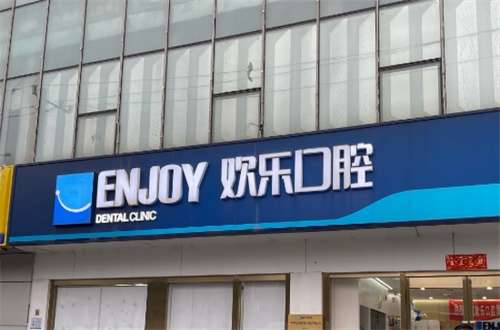 ENJOY 欢乐口腔
DENTAL CLINIC